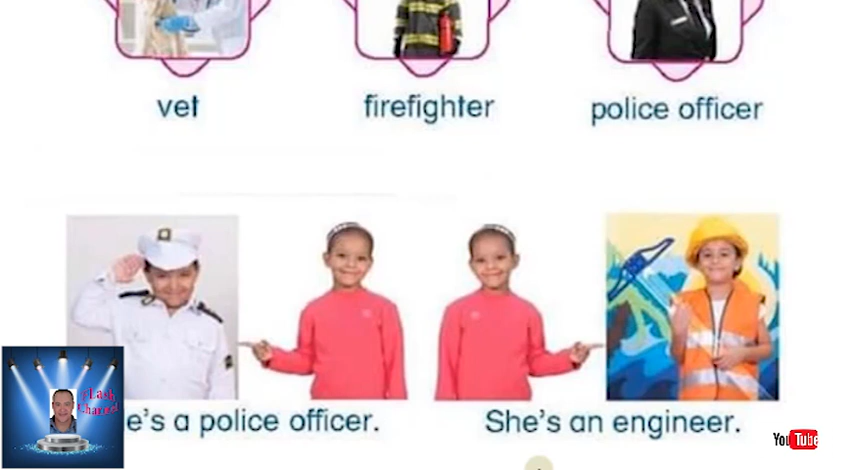 vet firefighter police officer
e's a police officer. She's an engineer.
Flash
Channel
YouTube